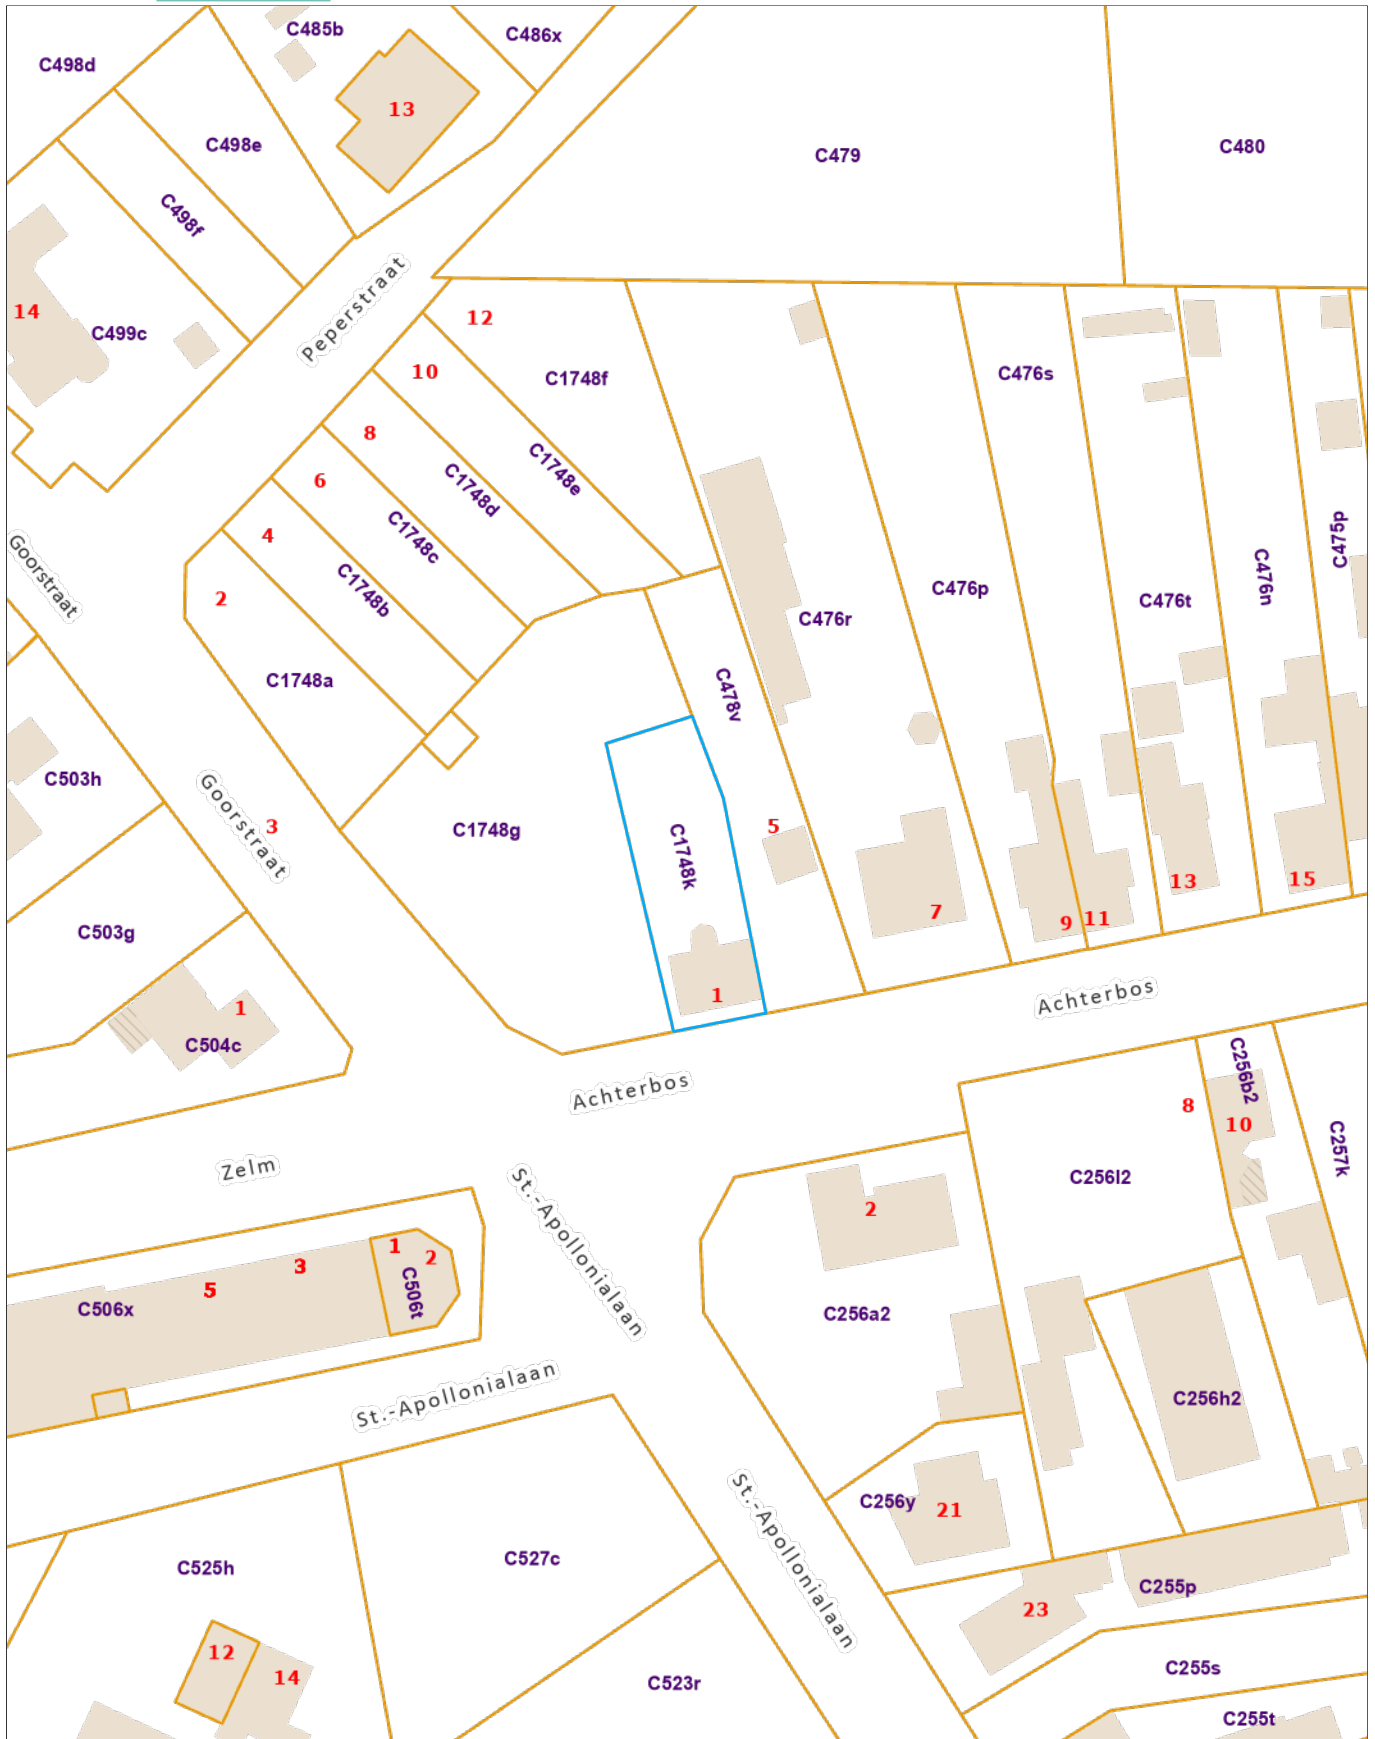 C485b
C486x
C498d
13
C498e
C479
C480
C498f
Peperstraat
14
C499c
12
10
C1748f
C476s
8
6
C1748e
C1748d
C1748c
4
C1748b
2
C1748a
Goorstraat
C476r
C476p
C476t
C476n
C475p
C478v
C503h
Goorstraat
3
C1748g
C1748k
5
7
9
11
13
15
C503g
1
C504c
1
Achterbos
Achterbos
Zelm
St.-Apollonialaan
C256b2
8
10
C256l2
C257k
2
C256a2
1
2
3
5
C506x
C506t
St.-Apollonialaan
C256h2
St.-Apollonialaan
C256y
21
C525h
C527c
C255p
23
12
14
C523r
C255s
C255t